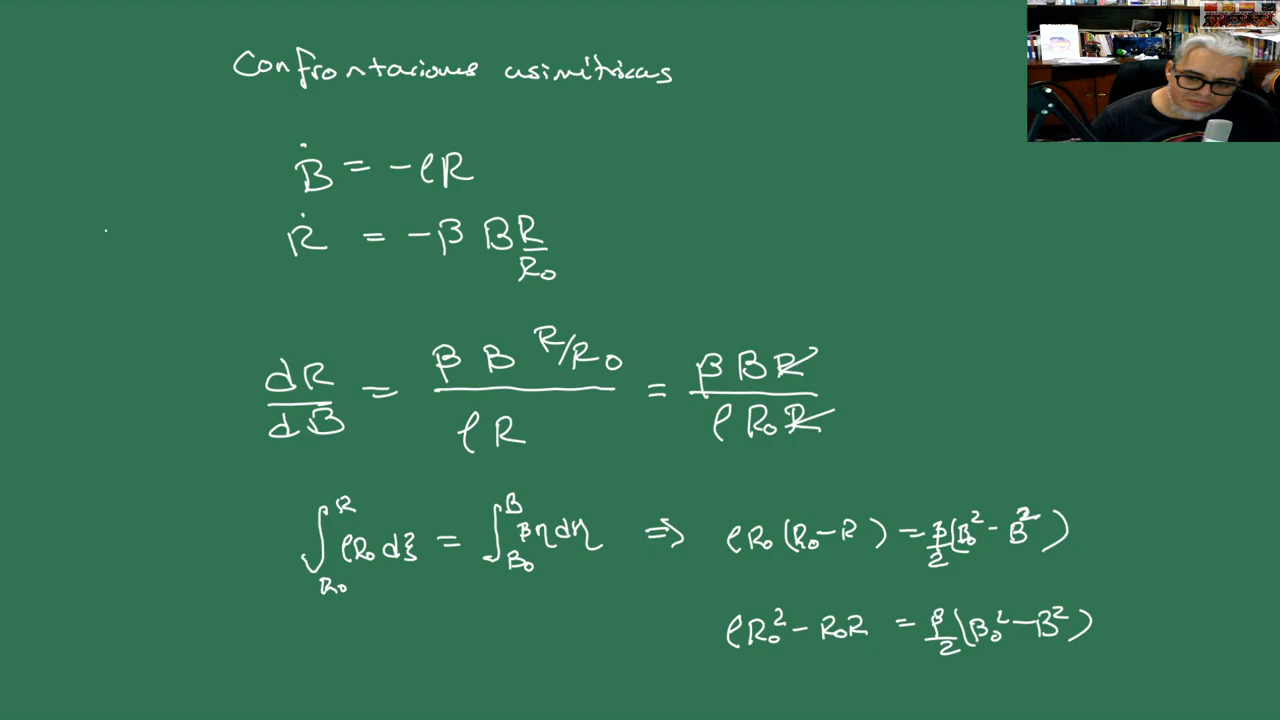 Confrontaciones asimétricas
Ḃ = -ρR
Ṙ = -β B R/R₀
dR/dB = (β B R/R₀)/(ρR) = (β B R)/(ρ R₀ R)
∫_{R₀}^{R} ρR₀ dξ = ∫_{B₀}^{B} βη dη ⇒ ρR₀(R₀-R) = β/2 (B₀² - B²)
ρR₀² - R₀R = β/2 (B₀² - B²)